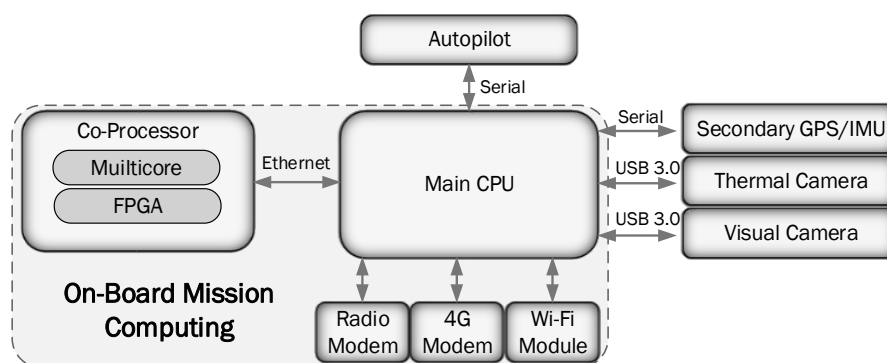 Autopilot
Serial
Co-Processor
Muilticore
FPGA
Ethernet
Main CPU
Serial
Secondary GPS/IMU
USB 3.0
Thermal Camera
USB 3.0
Visual Camera
On-Board Mission
Computing
Radio
Modem
4G
Modem
Wi-Fi
Module